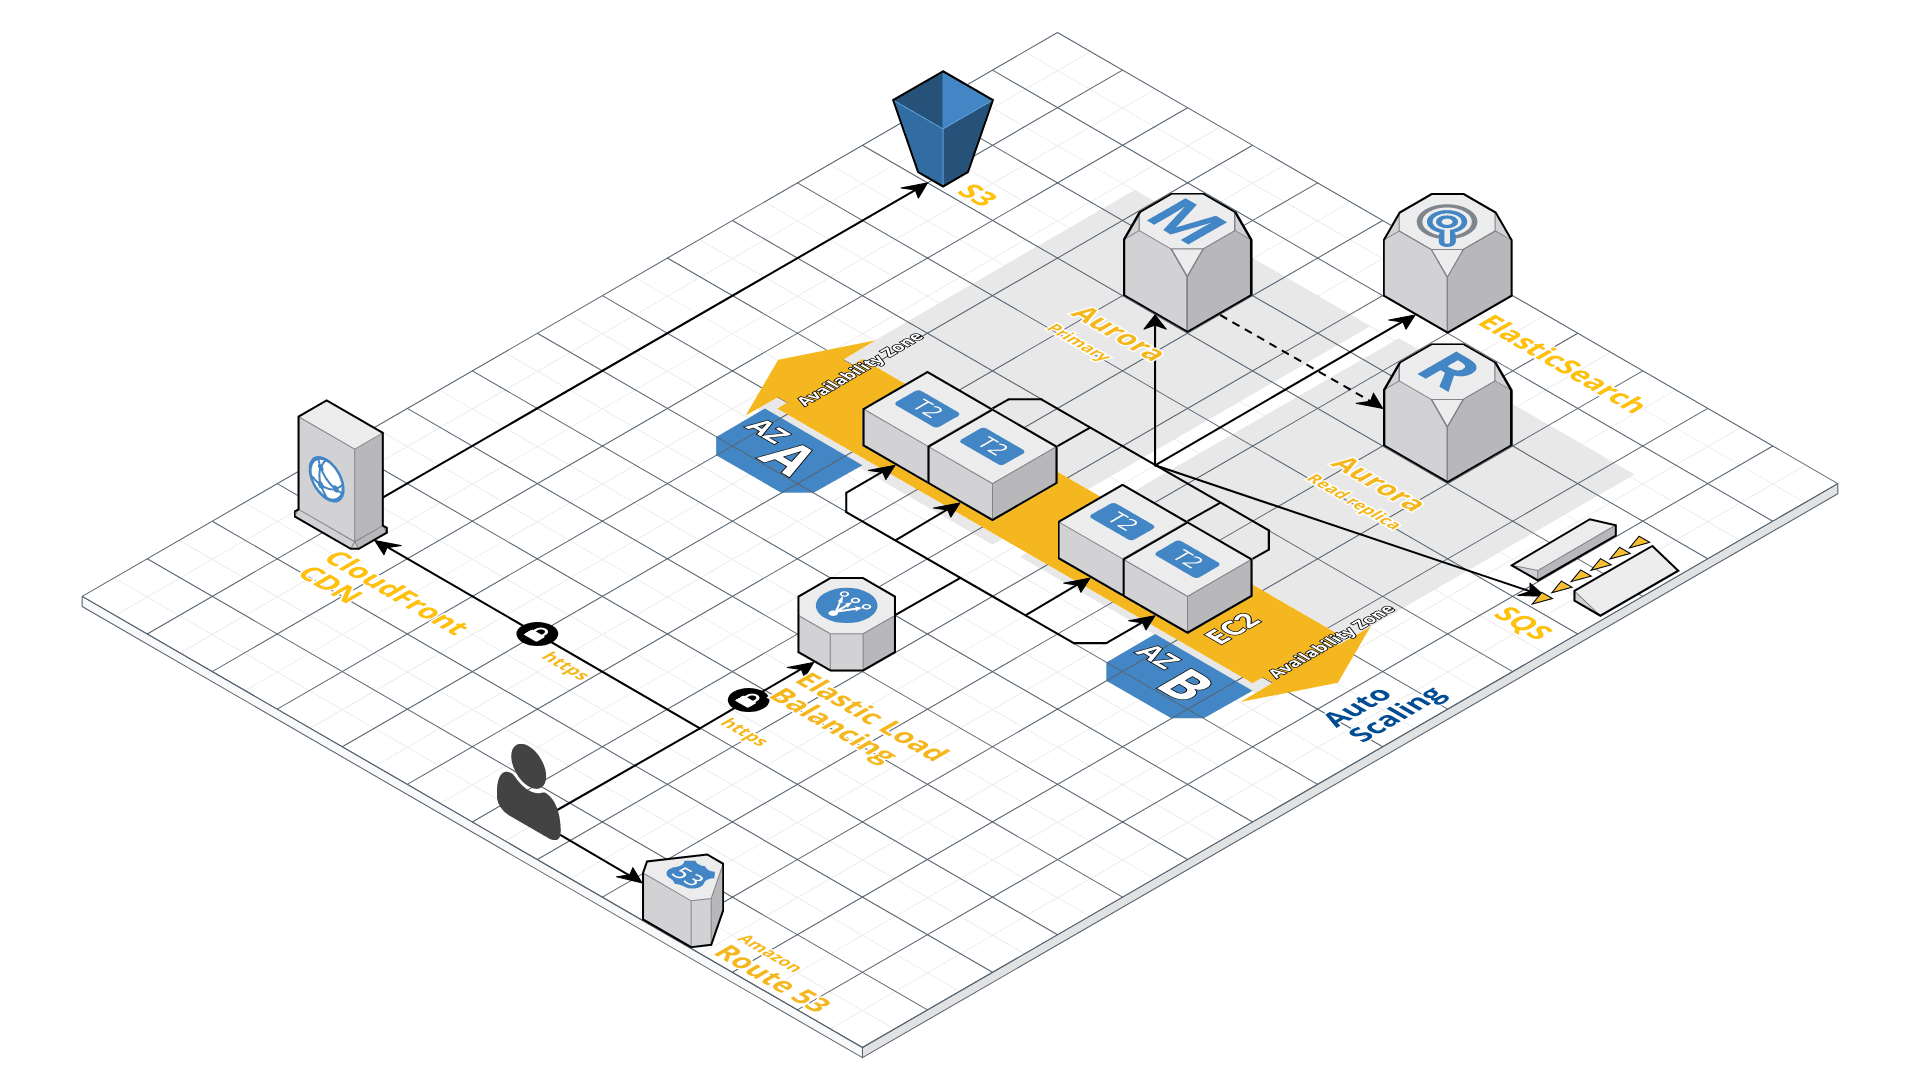 S3
M
Aurora
Primary
ElasticSearch
R
Aurora
Read-replica
Availability Zone
T2
T2
AZ A
T2
T2
EC2
AZ B
Availability Zone
SQS
Auto
Scaling
CloudFront
CDN
https
Elastic Load
Balancing
https
53
Amazon
Route 53